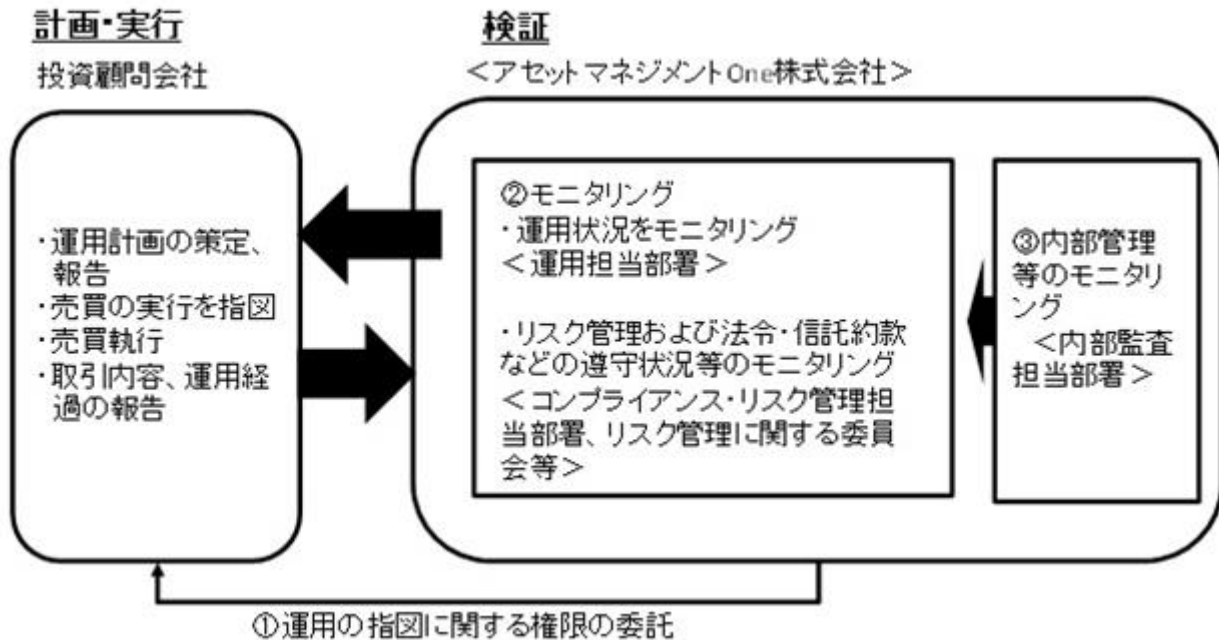 計画・実行
投資顧問会社
・運用計画の策定、
報告
・売買の実行を指図
・売買執行
・取引内容、運用経
過の報告
検証
＜アセットマネジメントOne株式会社＞
②モニタリング
・運用状況をモニタリング
＜運用担当部署＞
・リスク管理および法令・信託約款
などの遵守状況等のモニタリング
＜コンプライアンス・リスク管理担
当部署、リスク管理に関する委員
会等＞
③内部管理
等のモニタリ
ング
＜内部監査
担当部署＞
①運用の指図に関する権限の委託